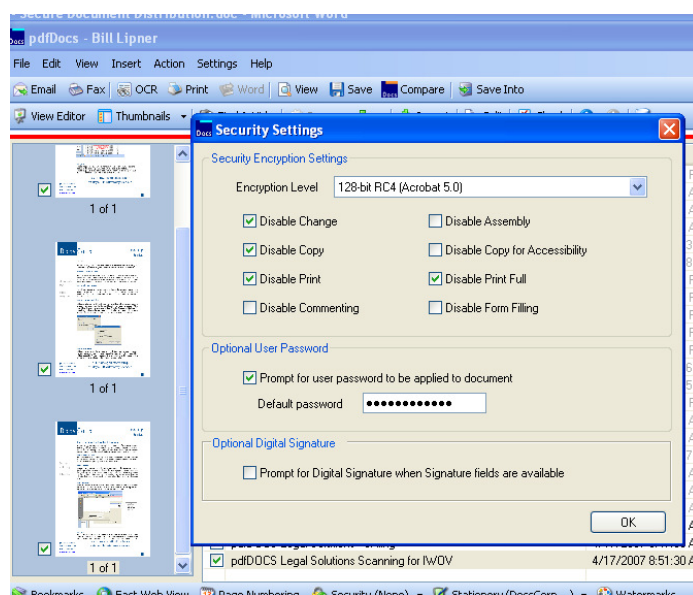 Secure Document Distribution.doc - Microsoft Word
Docs pdfDocs - Bill Lipner
File Edit View Insert Action Settings Help
Email Fax OCR Print Word View Save Compare Save Into
View Editor Thumbnails
Docs Security Settings
Security Encryption Settings
Encryption Level 128-bit RC4 (Acrobat 5.0)
Disable Change Disable Assembly
Disable Copy Disable Copy for Accessibility
Disable Print Disable Print Full
Disable Commenting Disable Form Filling
Optional User Password
Prompt for user password to be applied to document
Default password ●●●●●●●●●●●●
Optional Digital Signature
Prompt for Digital Signature when Signature fields are available
OK
1 of 1
1 of 1
1 of 1
pdfDOCS Legal Solutions Scanning for IWOV 4/17/2007 8:51:30 A
Bookmarks Fast Web View Page Numbering Security (None) Stationery (DocsCorp...) Watermarks